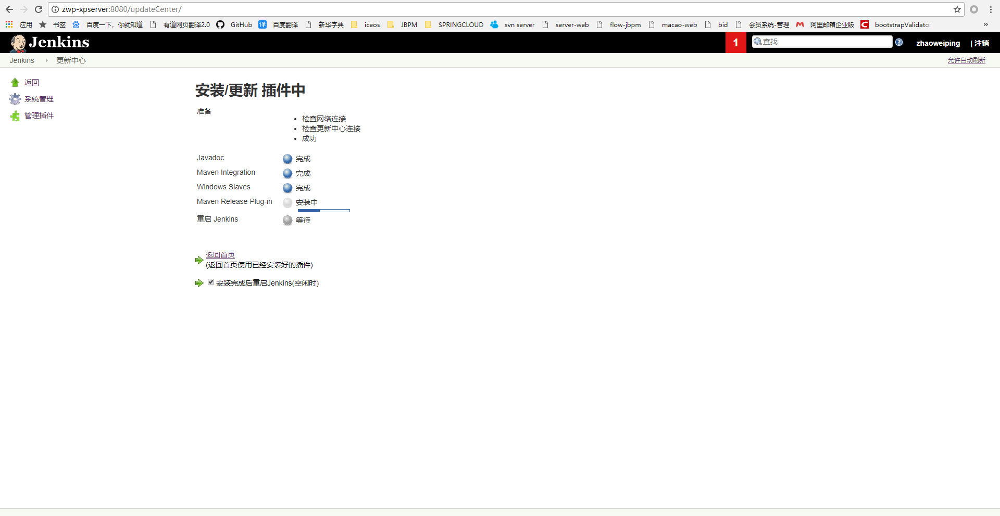 zwp-xpserver:8080/updateCenter/
应用 书签 百度一下，你就知道 有道网页翻译2.0 GitHub 译 百度翻译 新华字典 iceos JBPM SPRINGCLOUD svn server server-web flow-jbpm macao-web bid 会员系统-管理 阿里邮箱企业版 C bootstrapValidator »
Jenkins 1 查找 ? zhaoweiping | 注销
Jenkins 更新中心 允许自动刷新
返回
系统管理
管理插件
安装/更新 插件中
准备
• 检查网络连接
• 检查更新中心连接
• 成功
Javadoc 完成
Maven Integration 完成
Windows Slaves 完成
Maven Release Plug-in 安装中
重启 Jenkins 等待
返回首页
(返回首页使用已经安装好的插件)
安装完成后重启Jenkins(空闲时)